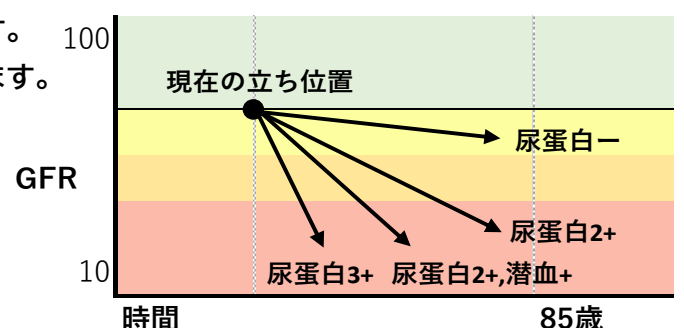 す。
100
ます。
現在の立ち位置
尿蛋白ー
GFR
尿蛋白2+
10
尿蛋白3+ 尿蛋白2+,潜血+
時間
85歳